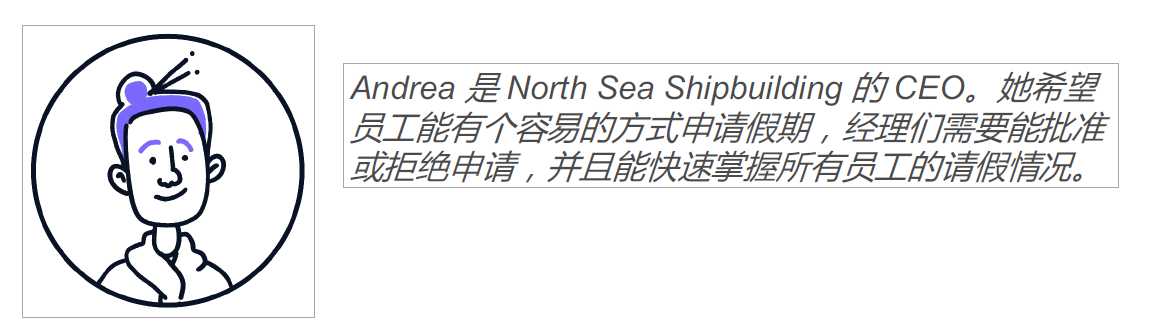 Andrea 是 North Sea Shipbuilding 的 CEO。她希望
员工能有个容易的方式申请假期，经理们需要能批准
或拒绝申请，并且能快速掌握所有员工的请假情况。